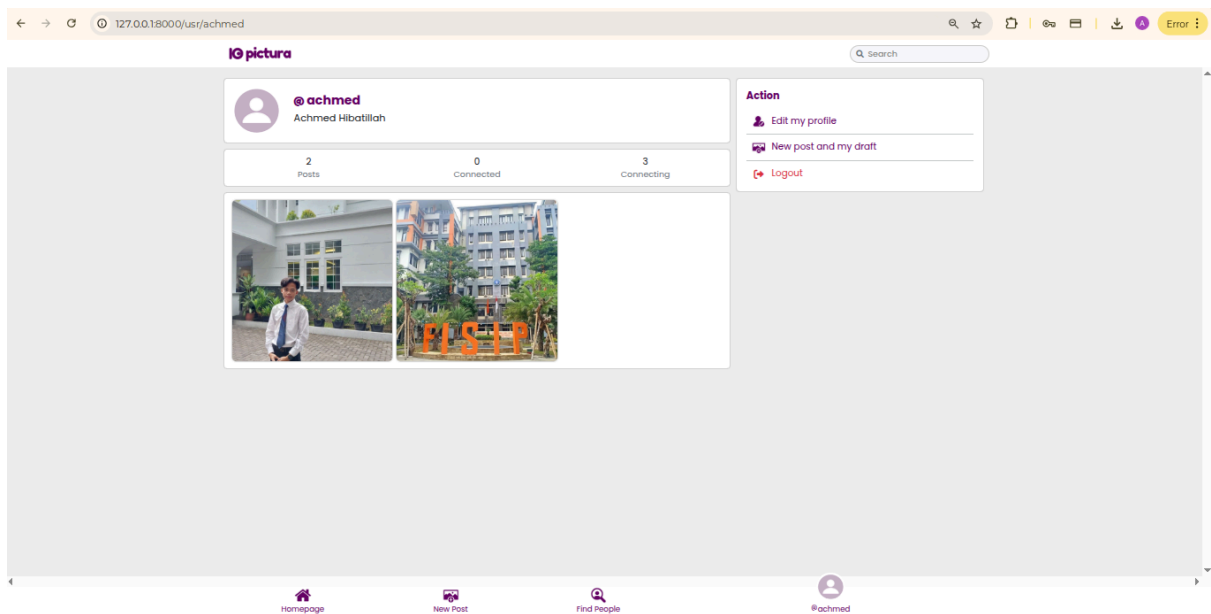 127.0.0.1:8000/usr/achmed
Error
IG pictura
Search
@achmed
Achmed Hibatillah
2
Posts
0
Connected
3
Connecting
FISIP
Action
Edit my profile
New post and my draft
Logout
Homepage
New Post
Find People
@achmed